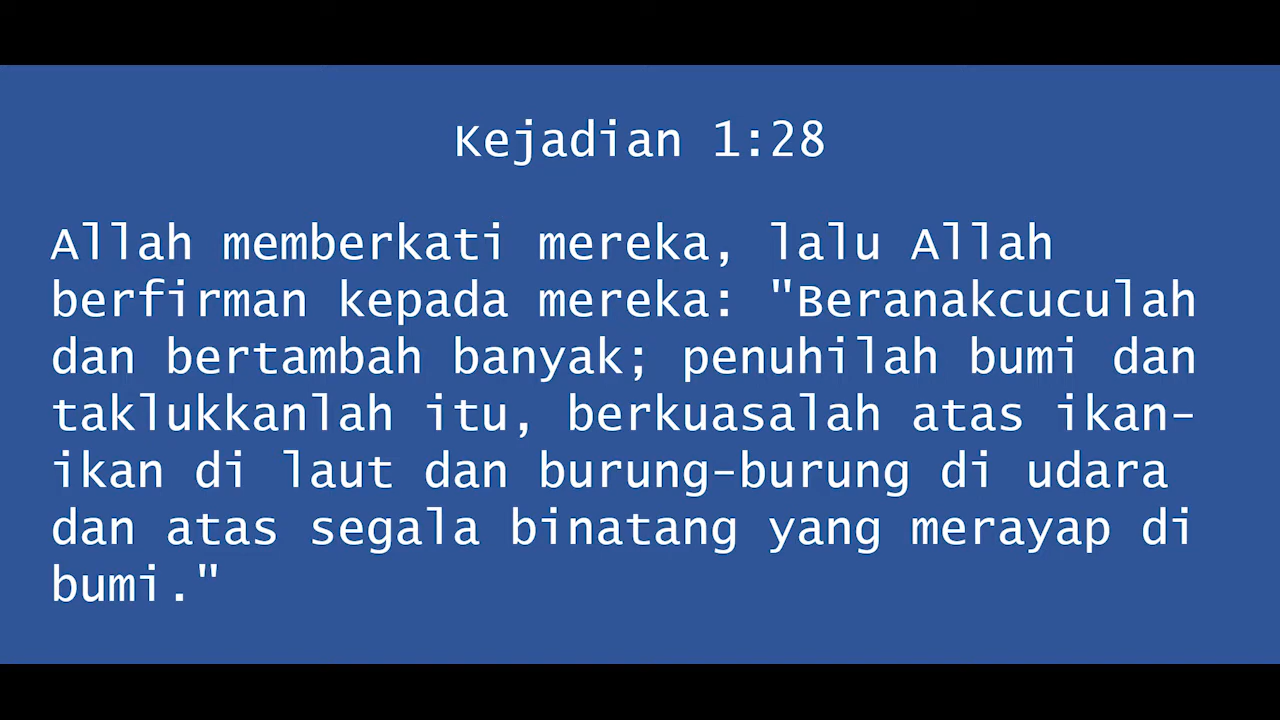 Kejadian 1:28
Allah memberkati mereka, lalu Allah
berfirman kepada mereka: "Beranakcuculah
dan bertambah banyak; penuhilah bumi dan
taklukkanlah itu, berkuasalah atas ikan-
ikan di laut dan burung-burung di udara
dan atas segala binatang yang merayap di
bumi."